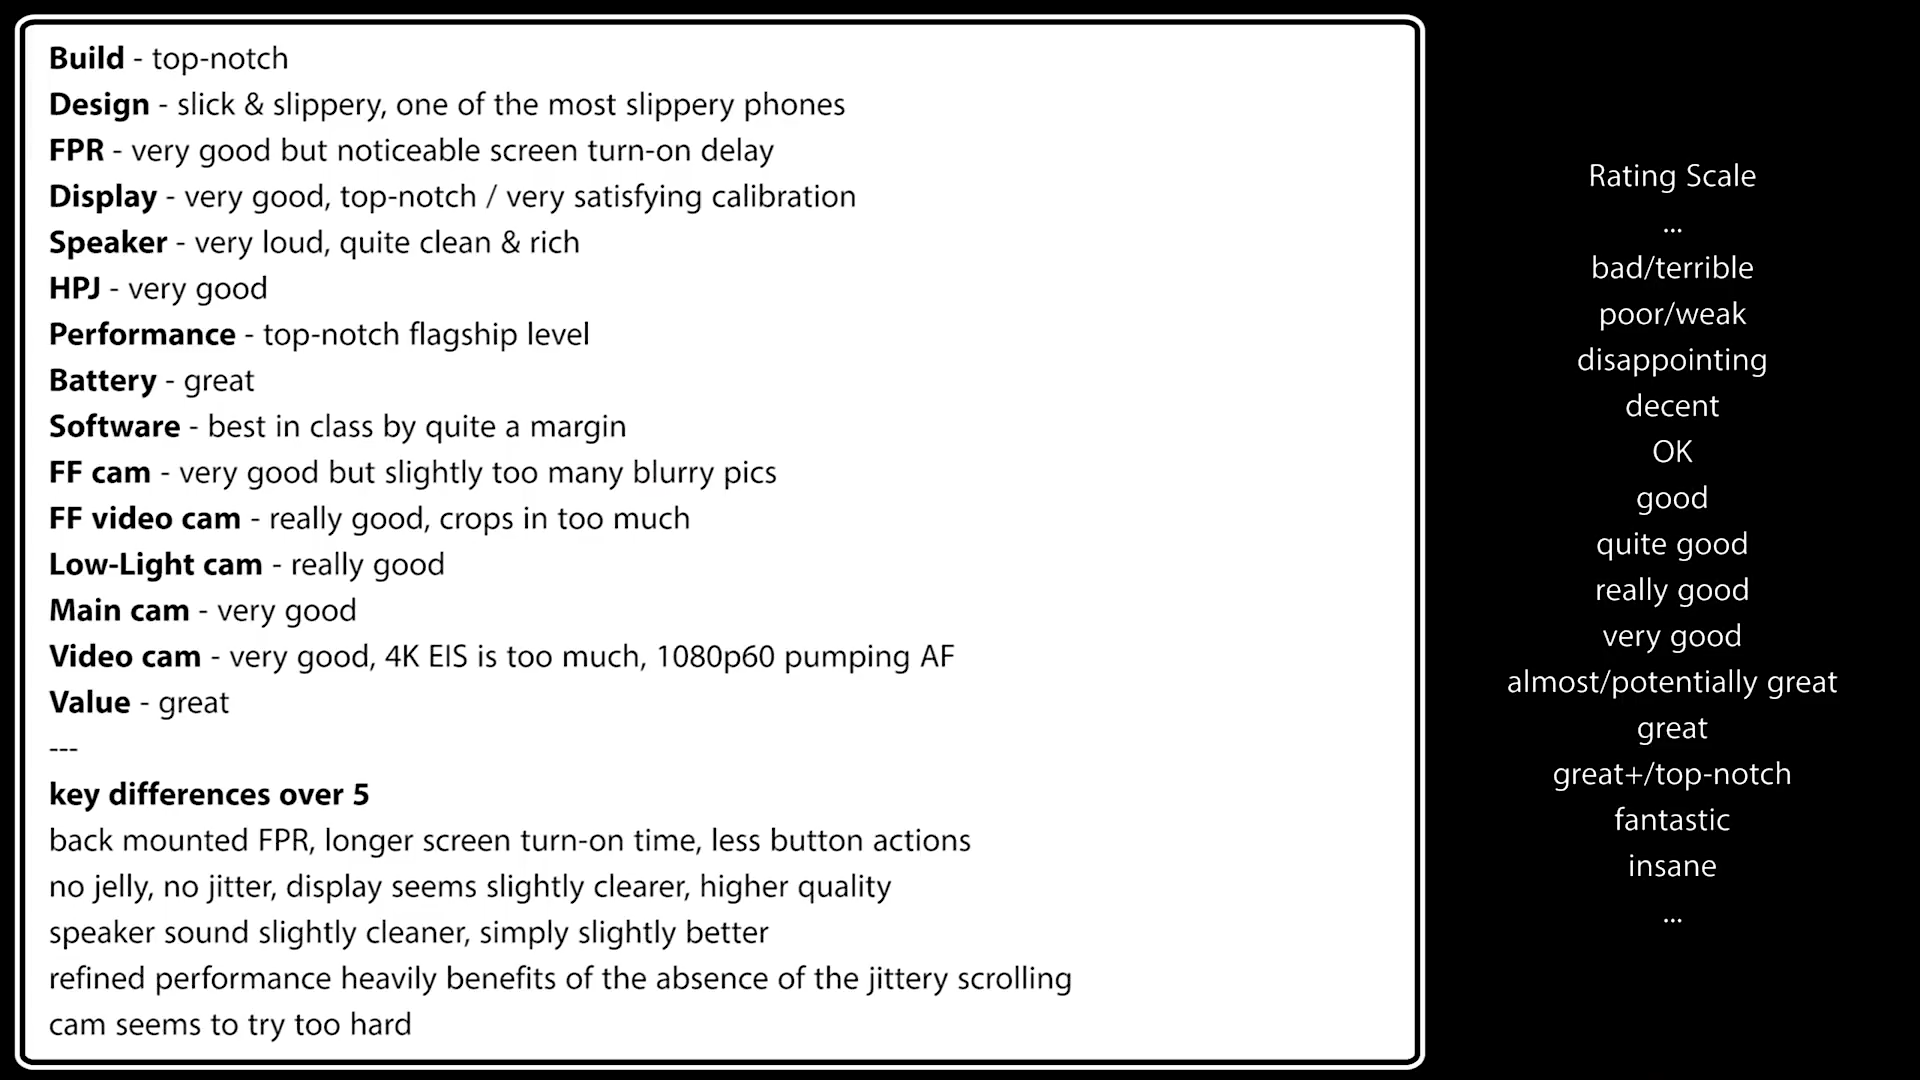 Build - top-notch
Design - slick & slippery, one of the most slippery phones
FPR - very good but noticeable screen turn-on delay
Display - very good, top-notch / very satisfying calibration
Speaker - very loud, quite clean & rich
HPJ - very good
Performance - top-notch flagship level
Battery - great
Software - best in class by quite a margin
FF cam - very good but slightly too many blurry pics
FF video cam - really good, crops in too much
Low-Light cam - really good
Main cam - very good
Video cam - very good, 4K EIS is too much, 1080p60 pumping AF
Value - great
---
key differences over 5
back mounted FPR, longer screen turn-on time, less button actions
no jelly, no jitter, display seems slightly clearer, higher quality
speaker sound slightly cleaner, simply slightly better
refined performance heavily benefits of the absence of the jittery scrolling
cam seems to try too hard
Rating Scale
...
bad/terrible
poor/weak
disappointing
decent
OK
good
quite good
really good
very good
almost/potentially great
great
great+/top-notch
fantastic
insane
...